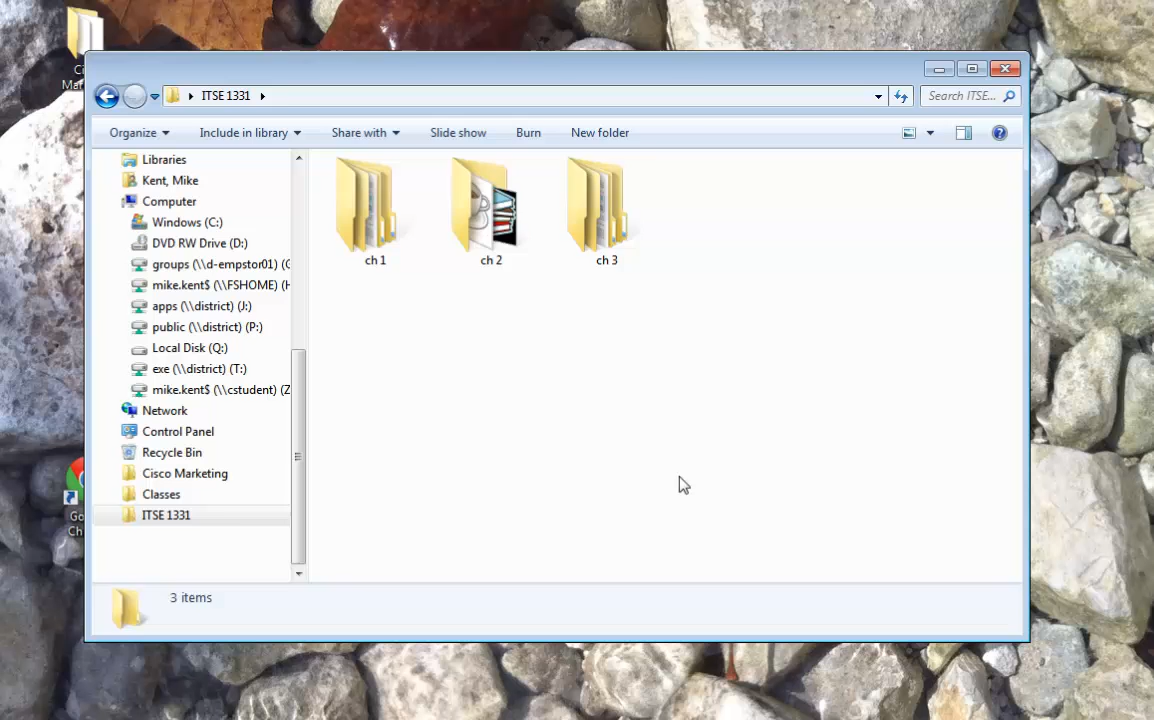 ITSE 1331
Search ITSE...
Organize
Include in library
Share with
Slide show
Burn
New folder
Libraries
Kent, Mike
Computer
Windows (C:)
DVD RW Drive (D:)
groups (\\d-empstor01) (
mike.kent$ (\\FSHOME) (H
apps (\\district) (J:)
public (\\district) (P:)
Local Disk (Q:)
exe (\\district) (T:)
mike.kent$ (\\cstudent) (Z
Network
Control Panel
Recycle Bin
Cisco Marketing
Classes
ITSE 1331
ch 1
ch 2
ch 3
3 items
Go
Ch